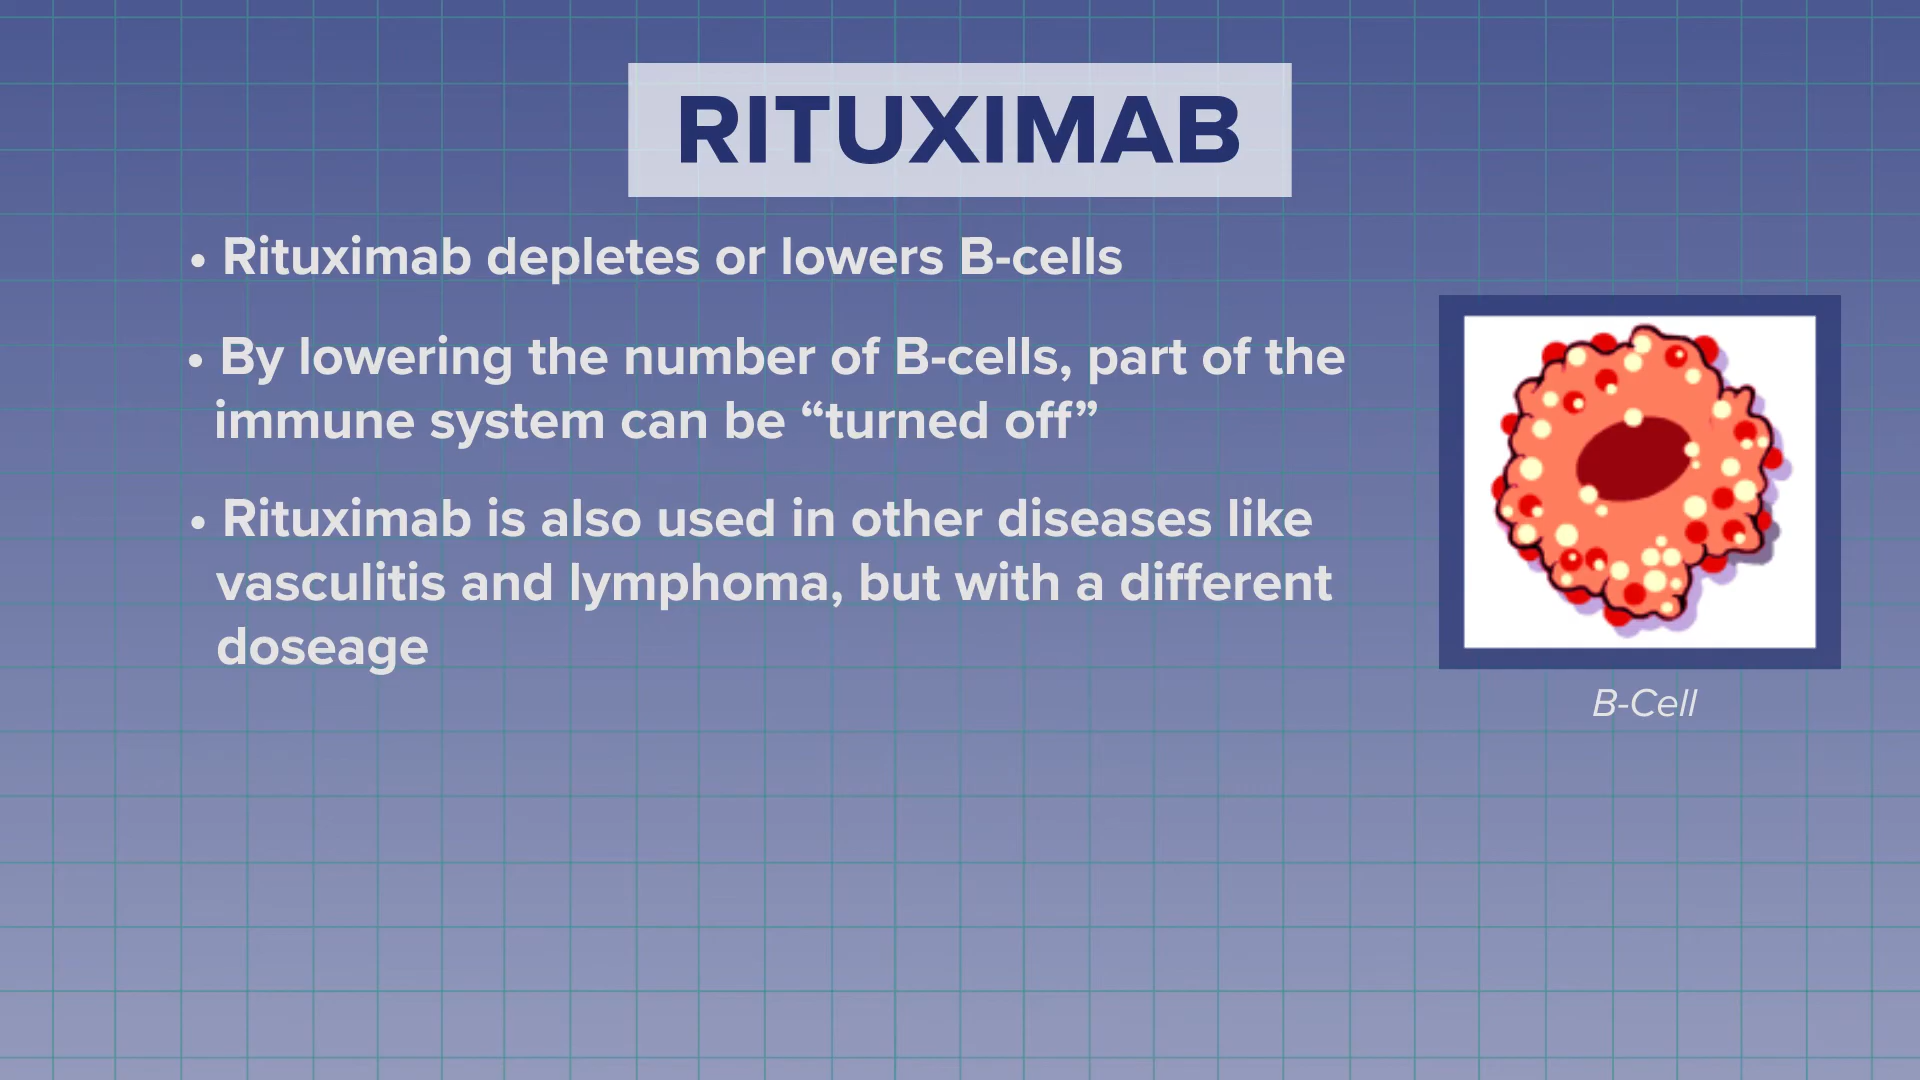 RITUXIMAB
• Rituximab depletes or lowers B-cells
• By lowering the number of B-cells, part of the
immune system can be “turned off”
• Rituximab is also used in other diseases like
vasculitis and lymphoma, but with a different
doseage
B-Cell